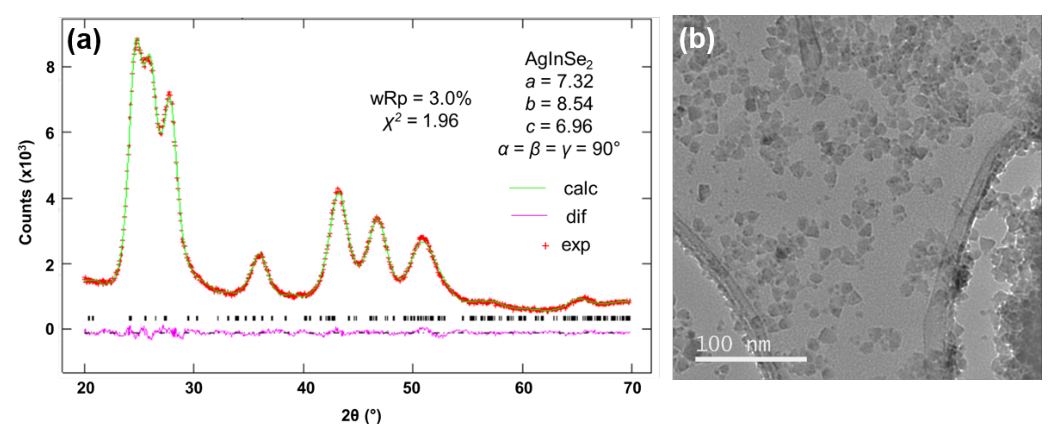 (a)
8
6
4
2
0
Counts (x10³)
20 30 40 50 60 70
2θ (°)
wRp = 3.0%
χ² = 1.96
AgInSe₂
a = 7.32
b = 8.54
c = 6.96
α = β = γ = 90°
calc
dif
exp
(b)
100 nm